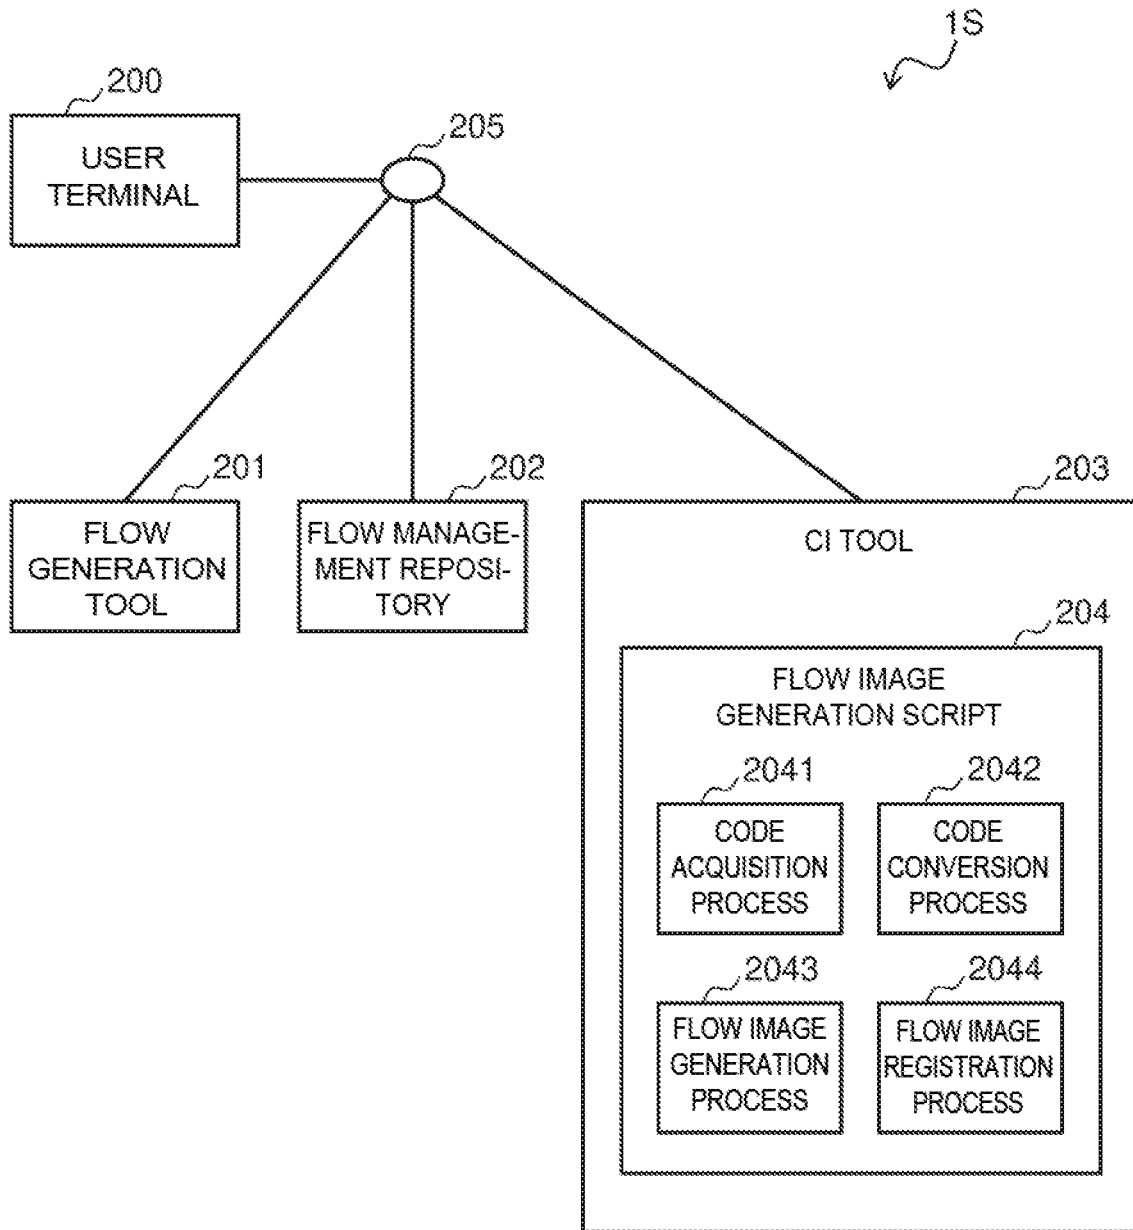 1S
200
USER
TERMINAL
205
201
FLOW
GENERATION
TOOL
202
FLOW MANAGE-
MENT REPOSI-
TORY
203
CI TOOL
204
FLOW IMAGE
GENERATION SCRIPT
2041
CODE
ACQUISITION
PROCESS
2042
CODE
CONVERSION
PROCESS
2043
FLOW IMAGE
GENERATION
PROCESS
2044
FLOW IMAGE
REGISTRATION
PROCESS